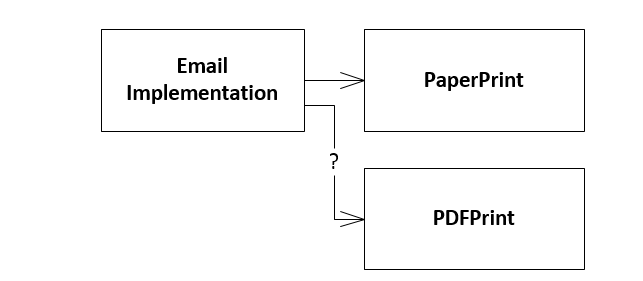 Email
Implementation
PaperPrint
?
PDFPrint